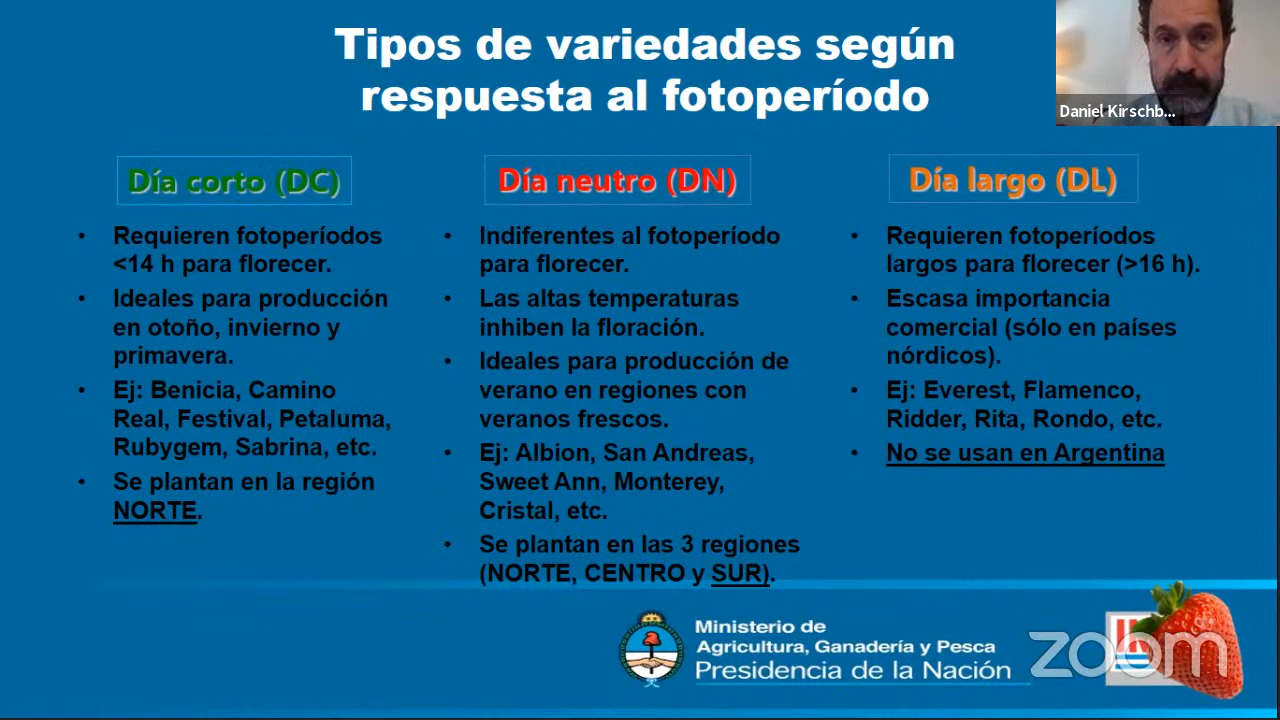 Tipos de variedades según
respuesta al fotoperíodo
Daniel Kirschb...
Día corto (DC)
• Requieren fotoperíodos
<14 h para florecer.
• Ideales para producción
en otoño, invierno y
primavera.
• Ej: Benicia, Camino
Real, Festival, Petaluma,
Rubygem, Sabrina, etc.
• Se plantan en la región
NORTE.
Día neutro (DN)
• Indiferentes al fotoperíodo
para florecer.
• Las altas temperaturas
inhiben la floración.
• Ideales para producción de
verano en regiones con
veranos frescos.
• Ej: Albion, San Andreas,
Sweet Ann, Monterey,
Cristal, etc.
• Se plantan en las 3 regiones
(NORTE, CENTRO y SUR).
Día largo (DL)
• Requieren fotoperíodos
largos para florecer (>16 h).
• Escasa importancia
comercial (sólo en países
nórdicos).
• Ej: Everest, Flamenco,
Ridder, Rita, Rondo, etc.
• No se usan en Argentina
Ministerio de
Agricultura, Ganadería y Pesca
Presidencia de la Nación
zoom